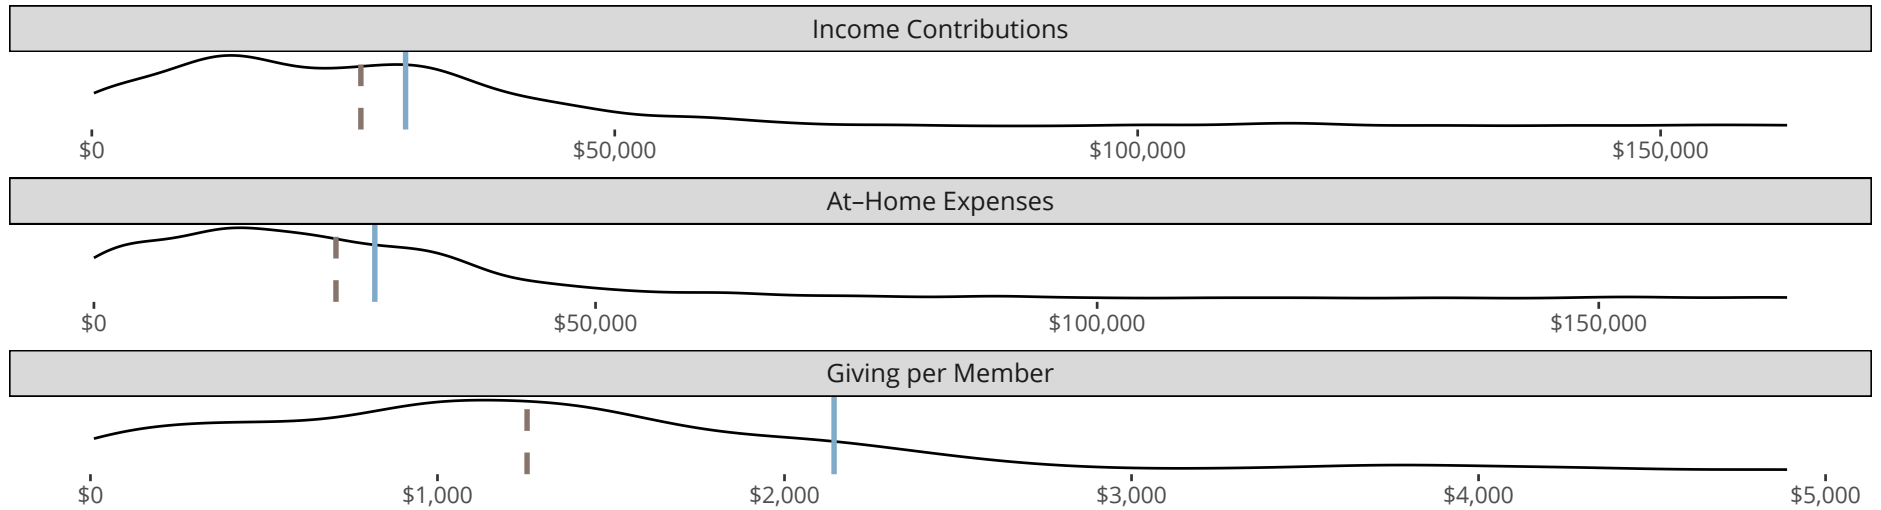 Income Contributions
$0 $50,000 $100,000 $150,000
At–Home Expenses
$0 $50,000 $100,000 $150,000
Giving per Member
$0 $1,000 $2,000 $3,000 $4,000 $5,000